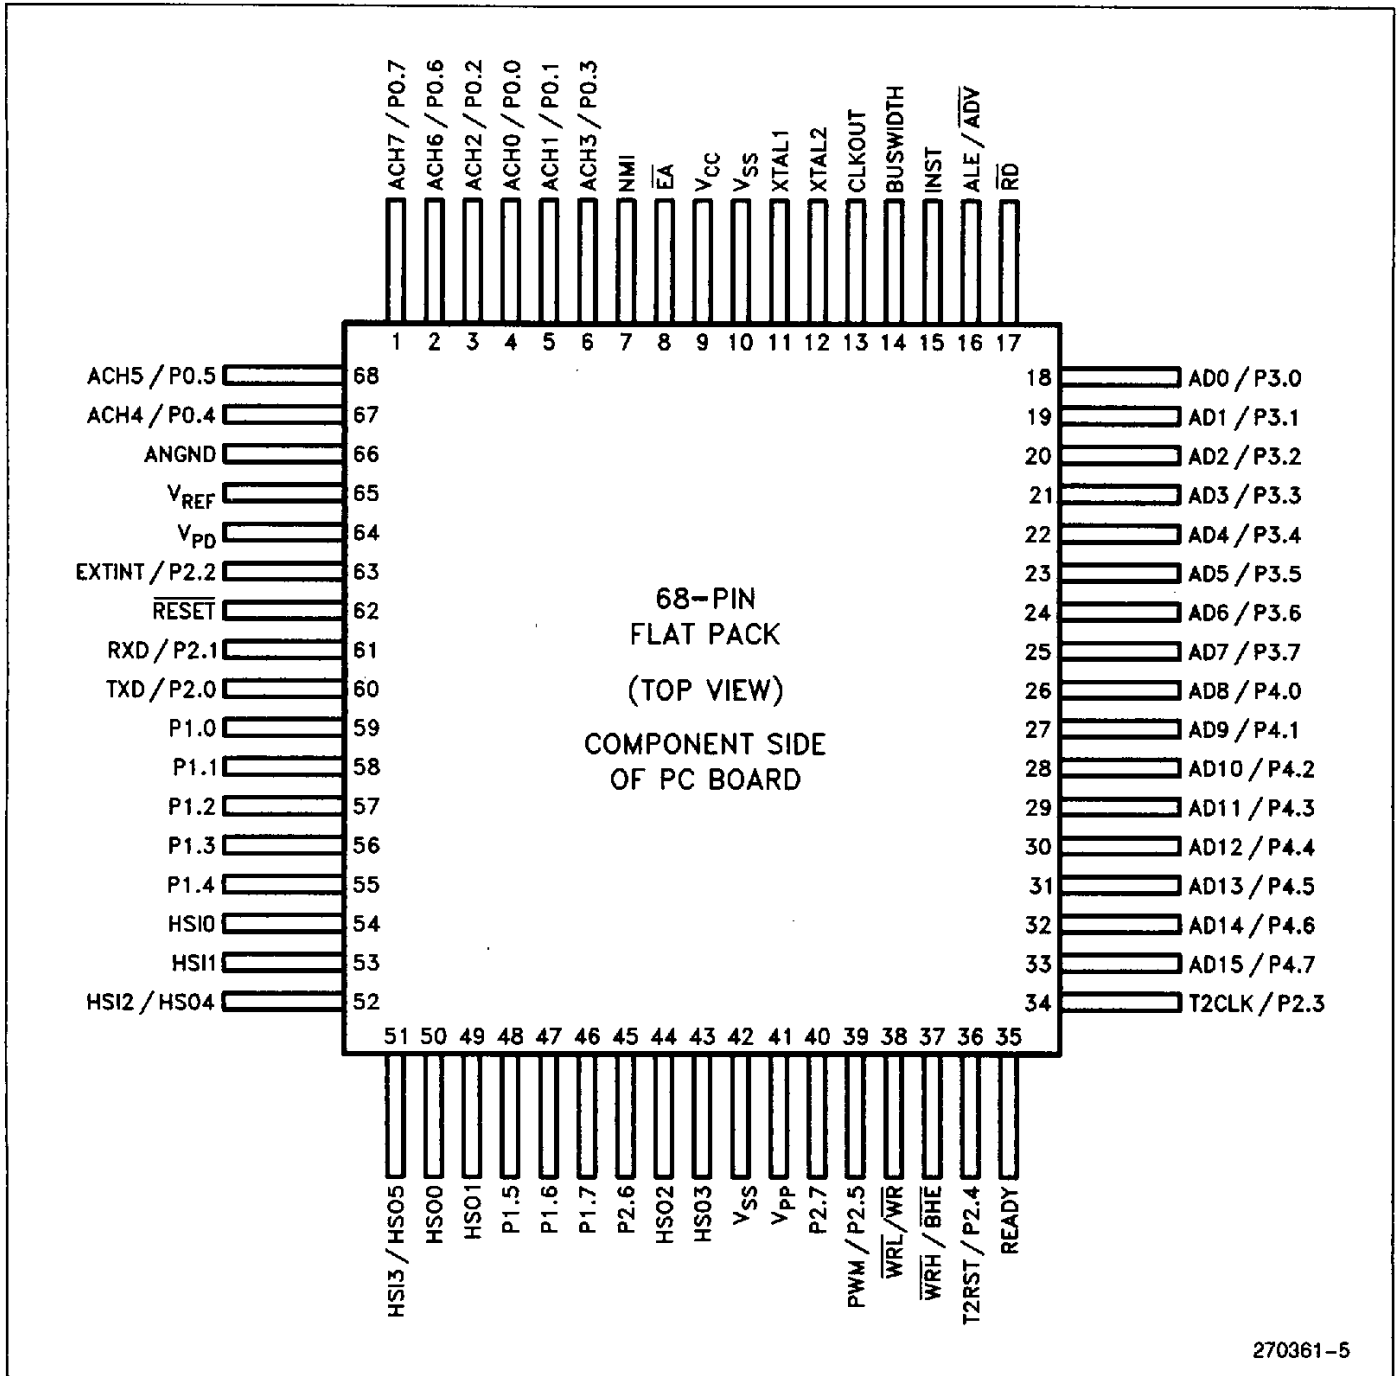 ACH7 / P0.7
ACH6 / P0.6
ACH2 / P0.2
ACH0 / P0.0
ACH1 / P0.1
ACH3 / P0.3
NMI
E̅A̅
VCC
VSS
XTAL1
XTAL2
CLKOUT
BUSWIDTH
INST
ALE / A̅D̅V̅
R̅D̅
1 2 3 4 5 6 7 8 9 10 11 12 13 14 15 16 17
ACH5 / P0.5 68
ACH4 / P0.4 67
ANGND 66
VREF 65
VPD 64
EXTINT / P2.2 63
R̅E̅S̅E̅T̅ 62
RXD / P2.1 61
TXD / P2.0 60
P1.0 59
P1.1 58
P1.2 57
P1.3 56
P1.4 55
HSI0 54
HSI1 53
HSI2 / HSO4 52
68-PIN
FLAT PACK
(TOP VIEW)
COMPONENT SIDE
OF PC BOARD
18 AD0 / P3.0
19 AD1 / P3.1
20 AD2 / P3.2
21 AD3 / P3.3
22 AD4 / P3.4
23 AD5 / P3.5
24 AD6 / P3.6
25 AD7 / P3.7
26 AD8 / P4.0
27 AD9 / P4.1
28 AD10 / P4.2
29 AD11 / P4.3
30 AD12 / P4.4
31 AD13 / P4.5
32 AD14 / P4.6
33 AD15 / P4.7
34 T2CLK / P2.3
51 50 49 48 47 46 45 44 43 42 41 40 39 38 37 36 35
HSI3 / HSO5
HSO0
HSO1
P1.5
P1.6
P1.7
P2.6
HSO2
HSO3
VSS
VPP
P2.7
PWM / P2.5
W̅R̅L̅/W̅R̅
W̅R̅H̅ / B̅H̅E̅
T2RST / P2.4
READY
270361-5